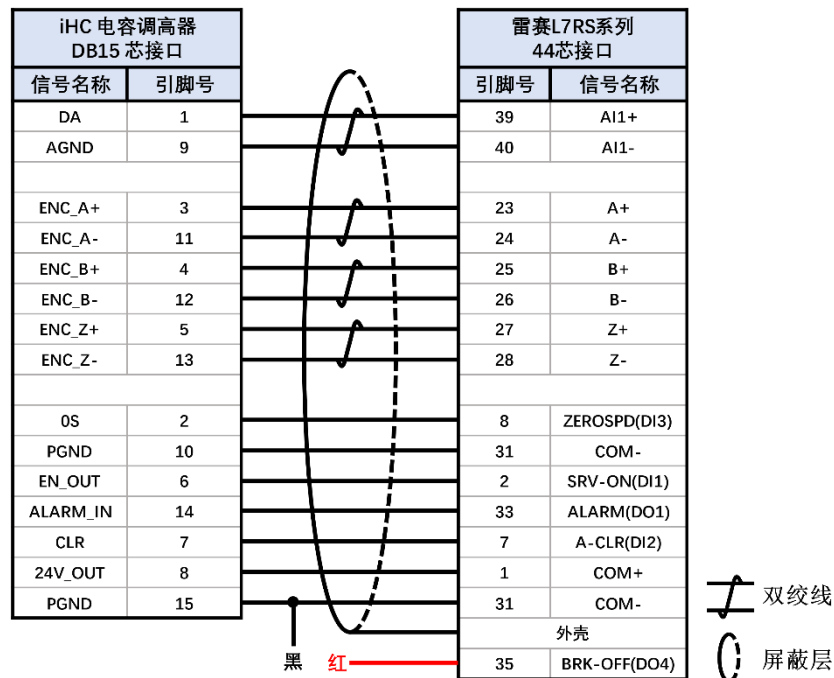 iHC 电容调高器
DB15 芯接口
雷赛L7RS系列
44芯接口
信号名称 引脚号 引脚号 信号名称
DA 1 39 AI1+
AGND 9 40 AI1-
ENC_A+ 3 23 A+
ENC_A- 11 24 A-
ENC_B+ 4 25 B+
ENC_B- 12 26 B-
ENC_Z+ 5 27 Z+
ENC_Z- 13 28 Z-
0S 2 8 ZEROSPD(DI3)
PGND 10 31 COM-
EN_OUT 6 2 SRV-ON(DI1)
ALARM_IN 14 33 ALARM(DO1)
CLR 7 7 A-CLR(DI2)
24V_OUT 8 1 COM+
PGND 15 31 COM-
外壳
黑 红 35 BRK-OFF(DO4)
双绞线
屏蔽层